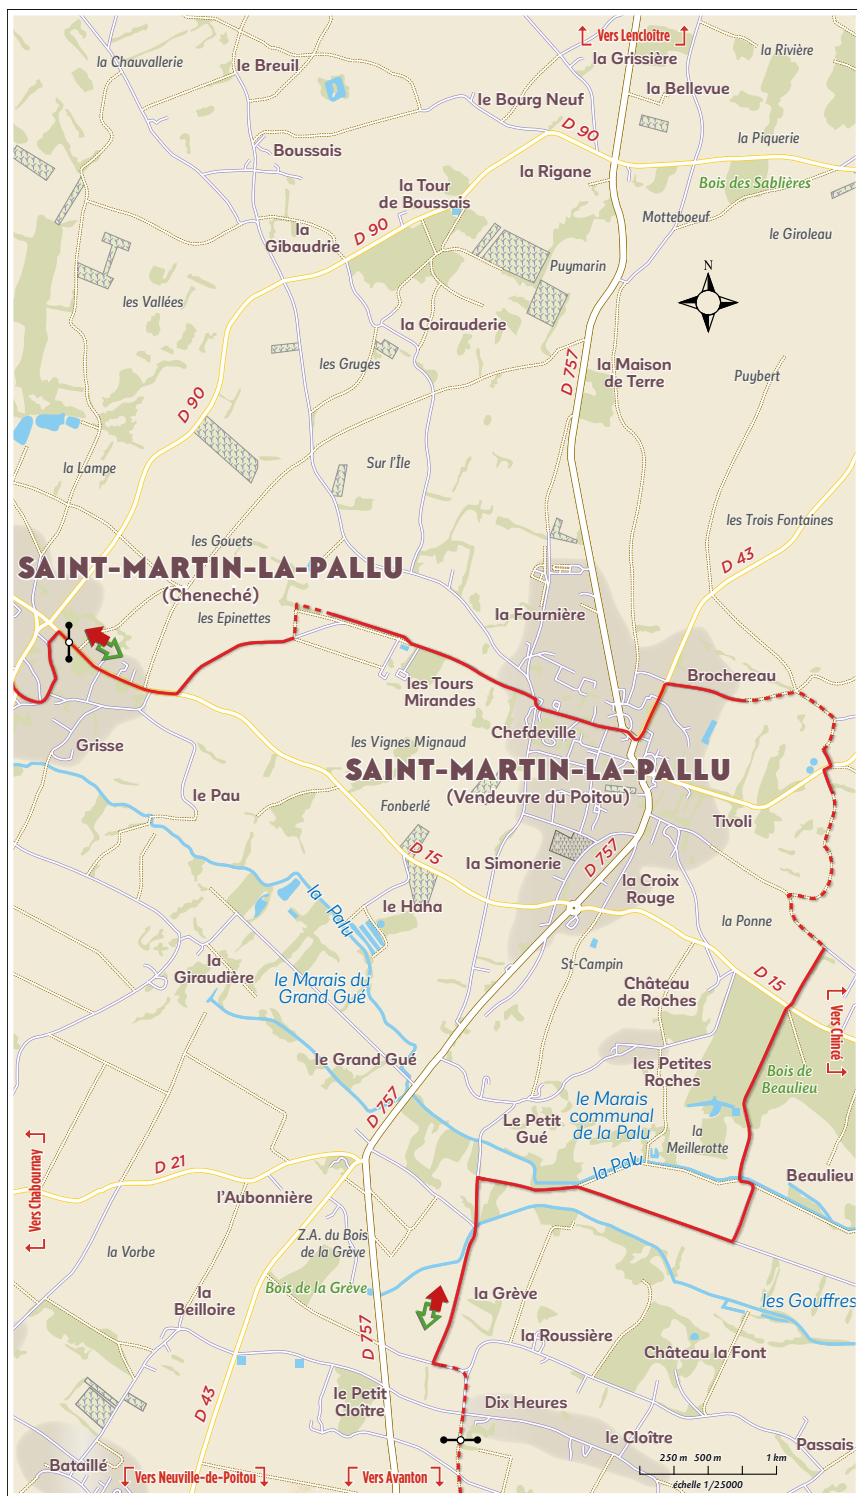 Vers Lencloître
la Grissière
la Rivière
la Chauvallerie
le Breuil
la Bellevue
le Bourg Neuf
D 90
la Piquerie
Boussais
la Rigane
Bois des Sablières
la Tour
de Boussais
Motteboeuf
la
Gibaudrie
D 90
le Giroleau
Puymarin
N
les Vallées
la Coirauderie
les Gruges
D 757
la Maison
de Terre
Puybert
D 90
la Lampe
Sur l'Île
les Trois Fontaines
les Gouets
D 43
SAINT-MARTIN-LA-PALLU
(Cheneché)
les Epinettes
la Fournière
Brochereau
les Tours
Mirandes
Chefdeville
Grisse
les Vignes Mignaud
SAINT-MARTIN-LA-PALLU
(Vendeuvre du Poitou)
le Pau
Fonberlé
Tivoli
D 15
la Simonerie
D 757
la Croix
Rouge
le Haha
la Palu
la Ponne
la
Giraudière
St-Campin
le Marais du
Grand Gué
Château
de Roches
D 15
Vers Chincé
le Grand Gué
les Petites
Roches
Bois de
Beaulieu
D 757
le Marais
communal
de la Palu
Le Petit
Gué
la
Meillerotte
D 21
la Palu
Beaulieu
Vers Chabournay
l'Aubonnière
Z.A. du Bois
de la Grève
la Vorbe
Bois de la Grève
la
Beilloire
la Grève
les Gouffres
D 757
la Roussière
Château la Font
D 43
le Petit
Cloître
Dix Heures
le Cloître
Passais
Bataillé
Vers Neuville-de-Poitou
Vers Avanton
250 m 500 m 1 km
échelle 1/25000